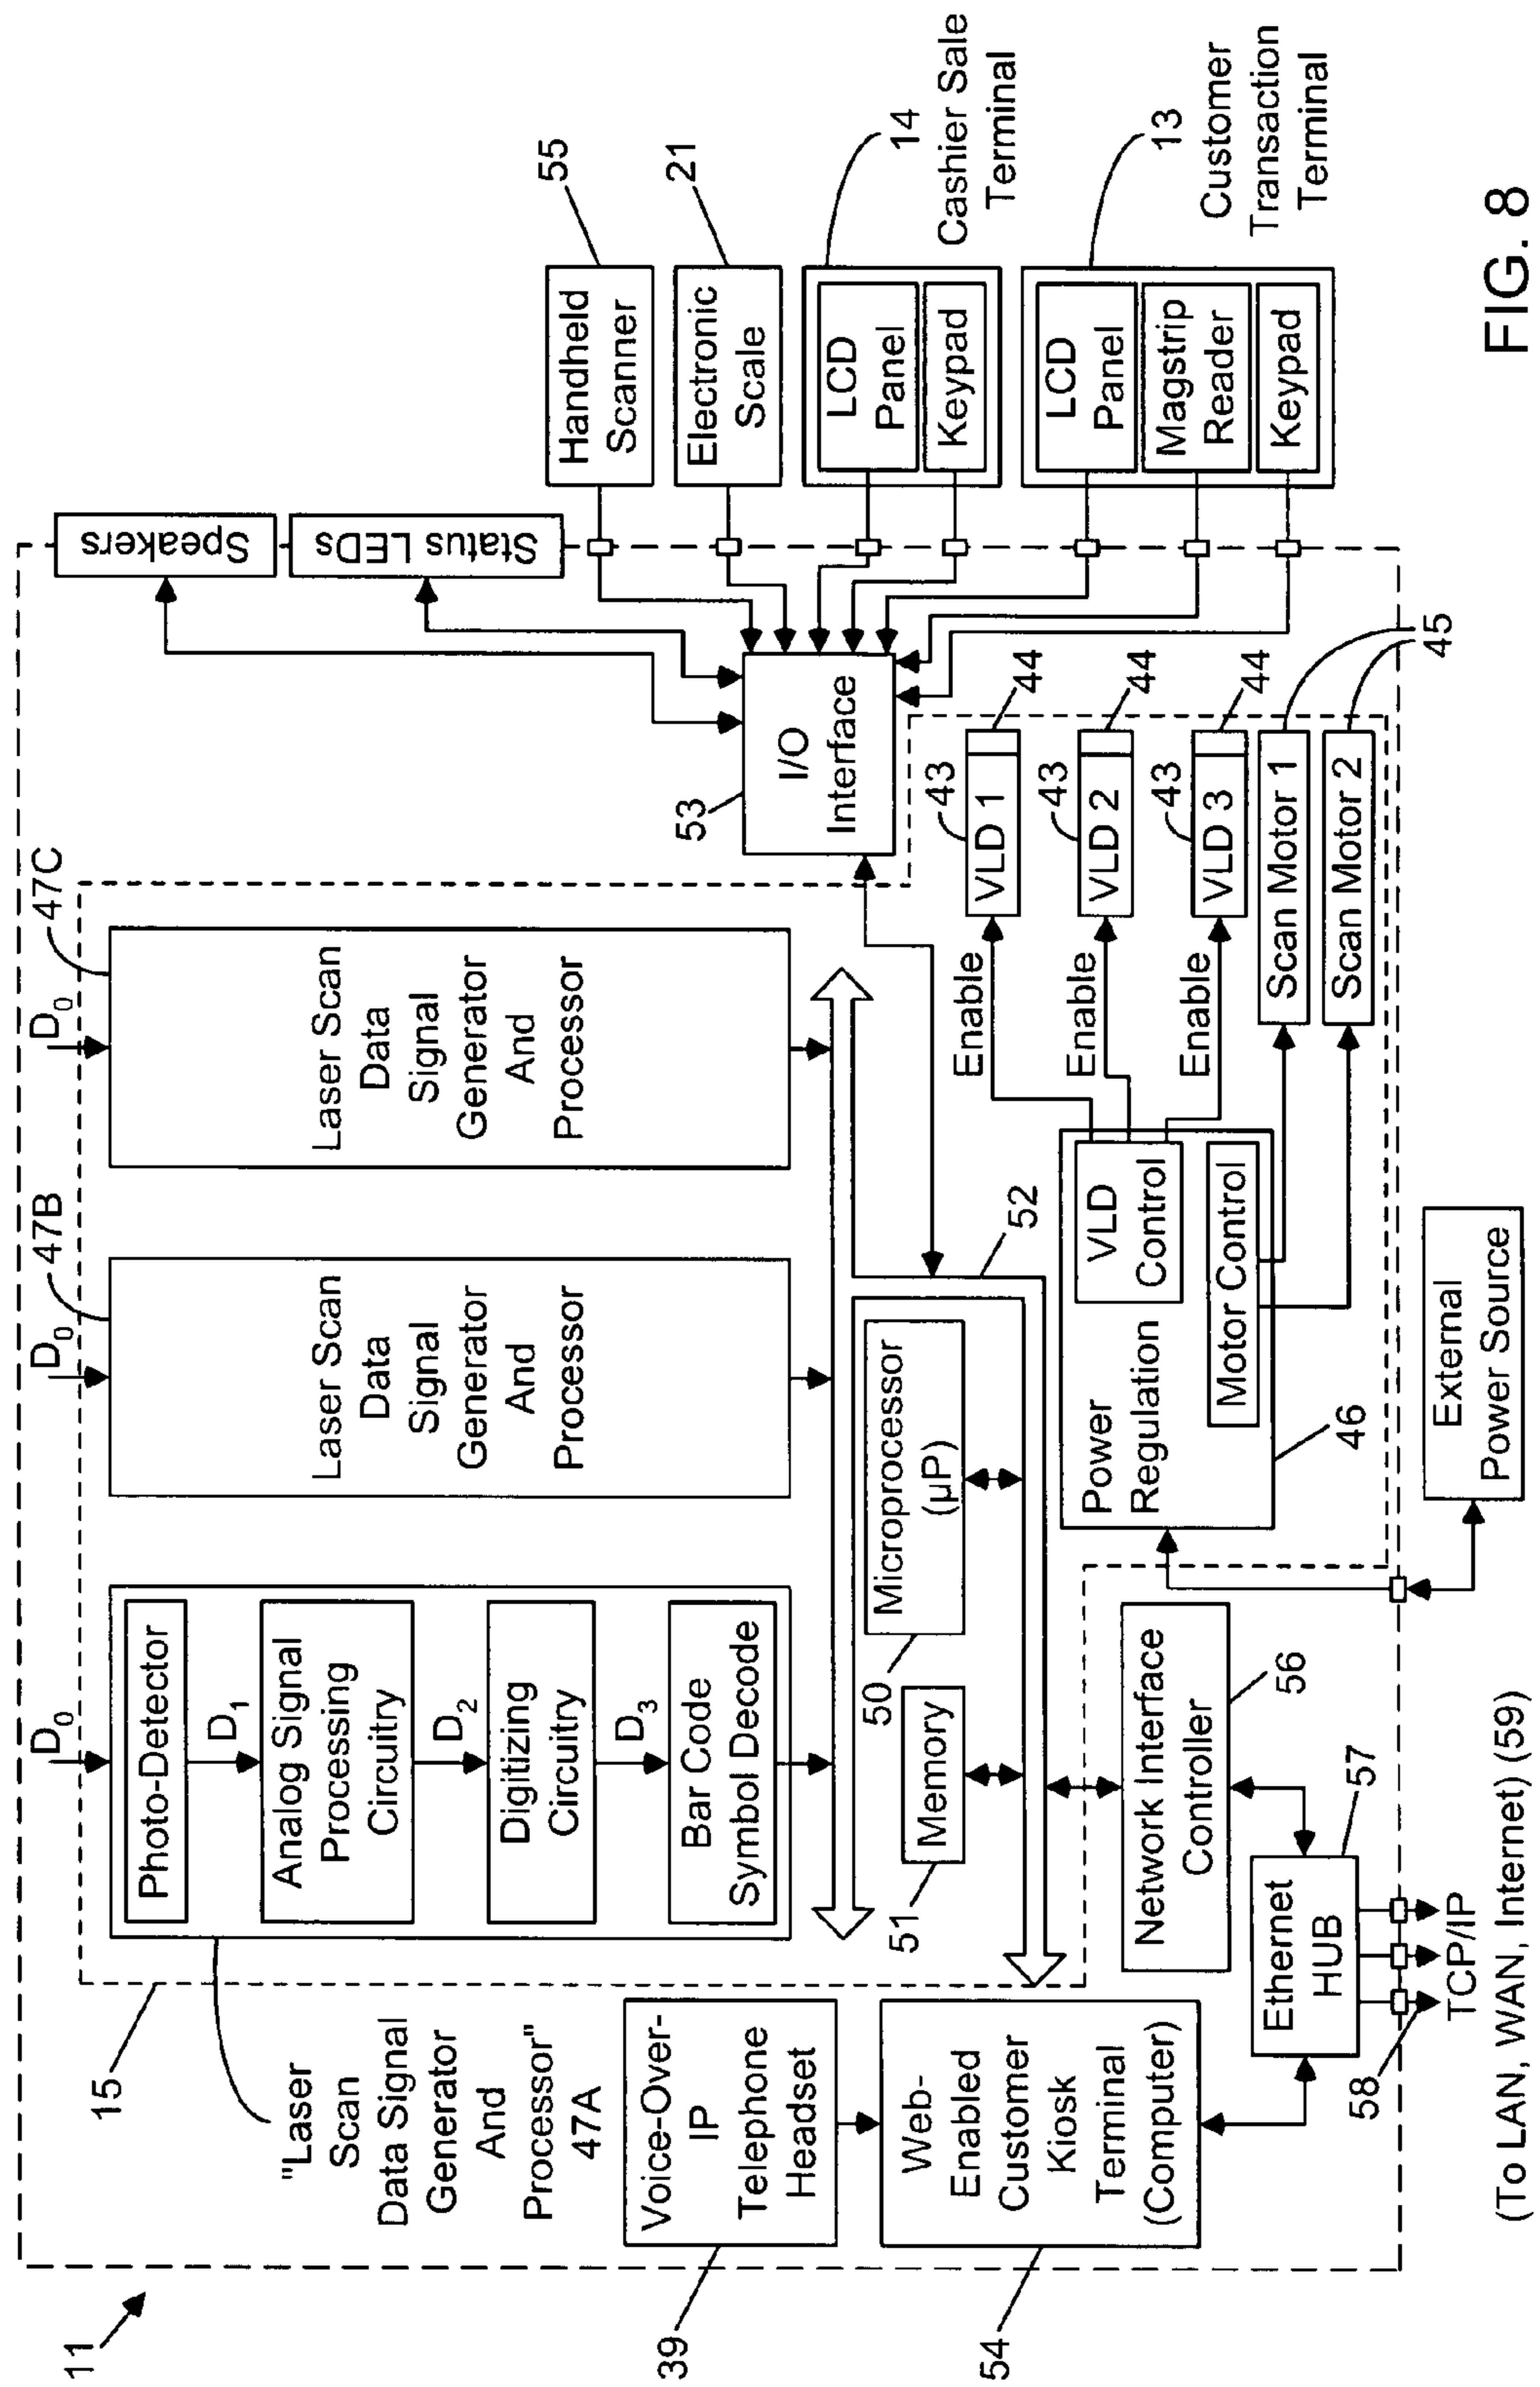 11
15
"Laser
Scan
Data Signal
Generator
And
Processor"
47A
D0
Photo-Detector
D1
Analog Signal
Processing
Circuitry
D2
Digitizing
Circuitry
D3
Bar Code
Symbol Decode
D0
47B
Laser Scan
Data
Signal
Generator
And
Processor
D0
47C
Laser Scan
Data
Signal
Generator
And
Processor
Speakers
Status LEDs
55
Handheld
Scanner
21
Electronic
Scale
LCD
Panel
Keypad
14
Cashier Sale
Terminal
LCD
Panel
Magstrip
Reader
Keypad
13
Customer
Transaction
Terminal
53
I/O
Interface
39
Voice-Over-
IP
Telephone
Headset
54
Web-
Enabled
Customer
Kiosk
Terminal
(Computer)
51
Memory
50
Microprocessor
(µP)
52
Network Interface
Controller
56
Ethernet
HUB
57
58
TCP/IP
(To LAN, WAN, Internet) (59)
Power
Regulation
VLD
Control
Motor Control
46
External
Power Source
Enable
43
VLD 1
44
Enable
43
VLD 2
44
Enable
43
VLD 3
44
Scan Motor 1
Scan Motor 2
45
FIG. 8